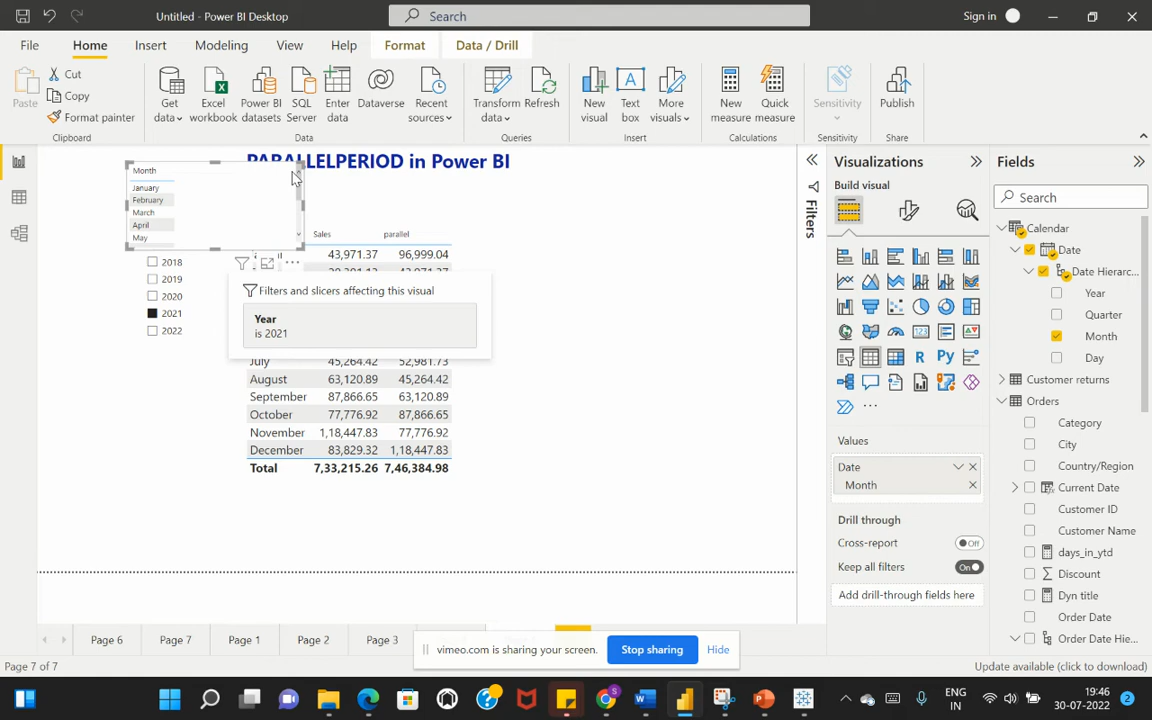 Untitled - Power BI Desktop
Search
Sign in
File
Home
Insert
Modeling
View
Help
Format
Data / Drill
Paste
Cut
Copy
Format painter
Clipboard
Get data
Excel workbook
Power BI datasets
SQL Server
Enter data
Dataverse
Recent sources
Data
Transform data
Refresh
Queries
New visual
Text box
More visuals
Insert
New measure
Quick measure
Calculations
Sensitivity
Sensitivity
Publish
Share
PARALLELPERIOD in Power BI
Month
January
February
March
April
May
2018
2019
2020
2021
2022
Sales parallel
43,971.37 96,999.04
Filters and slicers affecting this visual
Year
is 2021
July 45,264.42 52,981.73
August 63,120.89 45,264.42
September 87,866.65 63,120.89
October 77,776.92 87,866.65
November 1,18,447.83 77,776.92
December 83,829.32 1,18,447.83
Total 7,33,215.26 7,46,384.98
Filters
Visualizations
Build visual
R
Py
123
Values
Date
Month
Drill through
Cross-report
Off
Keep all filters
On
Add drill-through fields here
Fields
Search
Calendar
Date
Date Hierarc...
Year
Quarter
Month
Day
Customer returns
Orders
Category
City
Country/Region
Current Date
Customer ID
Customer Name
days_in_ytd
Discount
Dyn title
Order Date
Order Date Hie...
Page 6
Page 7
Page 1
Page 2
Page 3
vimeo.com is sharing your screen.
Stop sharing
Hide
Page 7 of 7
Update available (click to download)
ENG
IN
19:46
30-07-2022
2